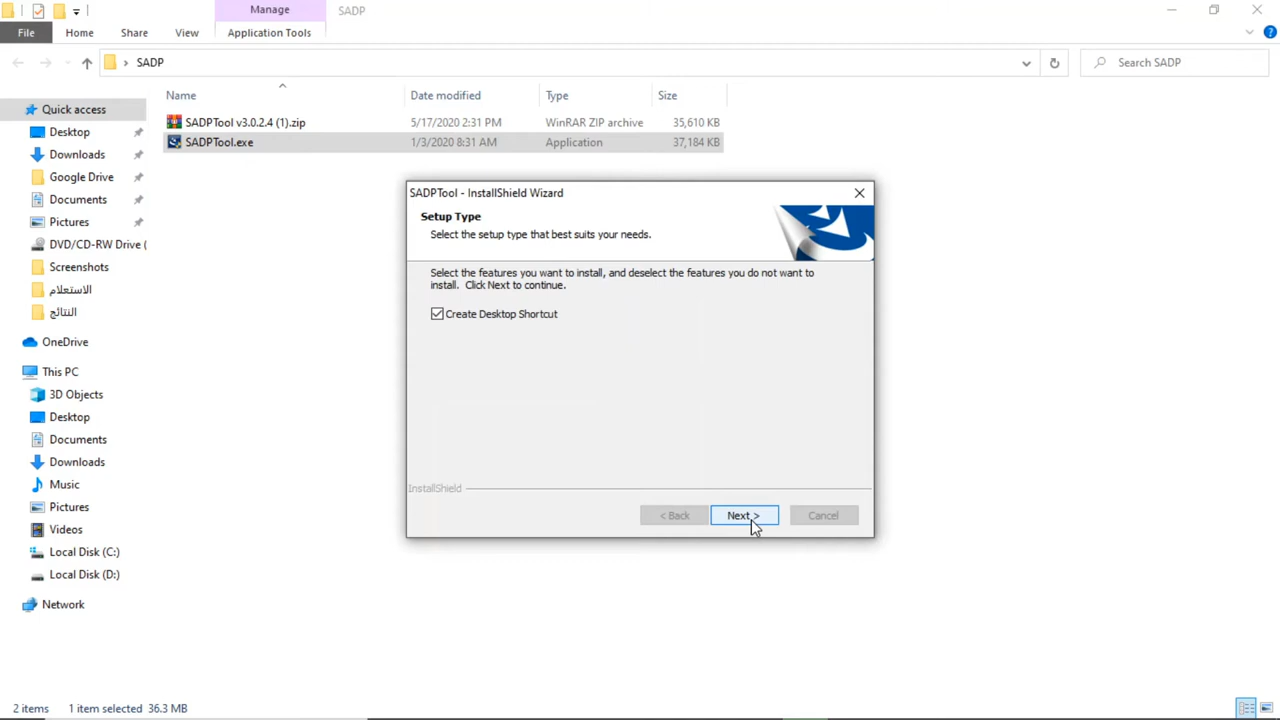 Manage
SADP
File
Home
Share
View
Application Tools
SADP
Search SADP
Name
Date modified
Type
Size
SADPTool v3.0.2.4 (1).zip
5/17/2020 2:31 PM
WinRAR ZIP archive
35,610 KB
SADPTool.exe
1/3/2020 8:31 AM
Application
37,184 KB
Quick access
Desktop
Downloads
Google Drive
Documents
Pictures
DVD/CD-RW Drive (
Screenshots
الاستعلام
النتائج
OneDrive
This PC
3D Objects
Desktop
Documents
Downloads
Music
Pictures
Videos
Local Disk (C:)
Local Disk (D:)
Network
SADPTool - InstallShield Wizard
Setup Type
Select the setup type that best suits your needs.
Select the features you want to install, and deselect the features you do not want to
install. Click Next to continue.
Create Desktop Shortcut
InstallShield
< Back
Next >
Cancel
2 items
1 item selected 36.3 MB